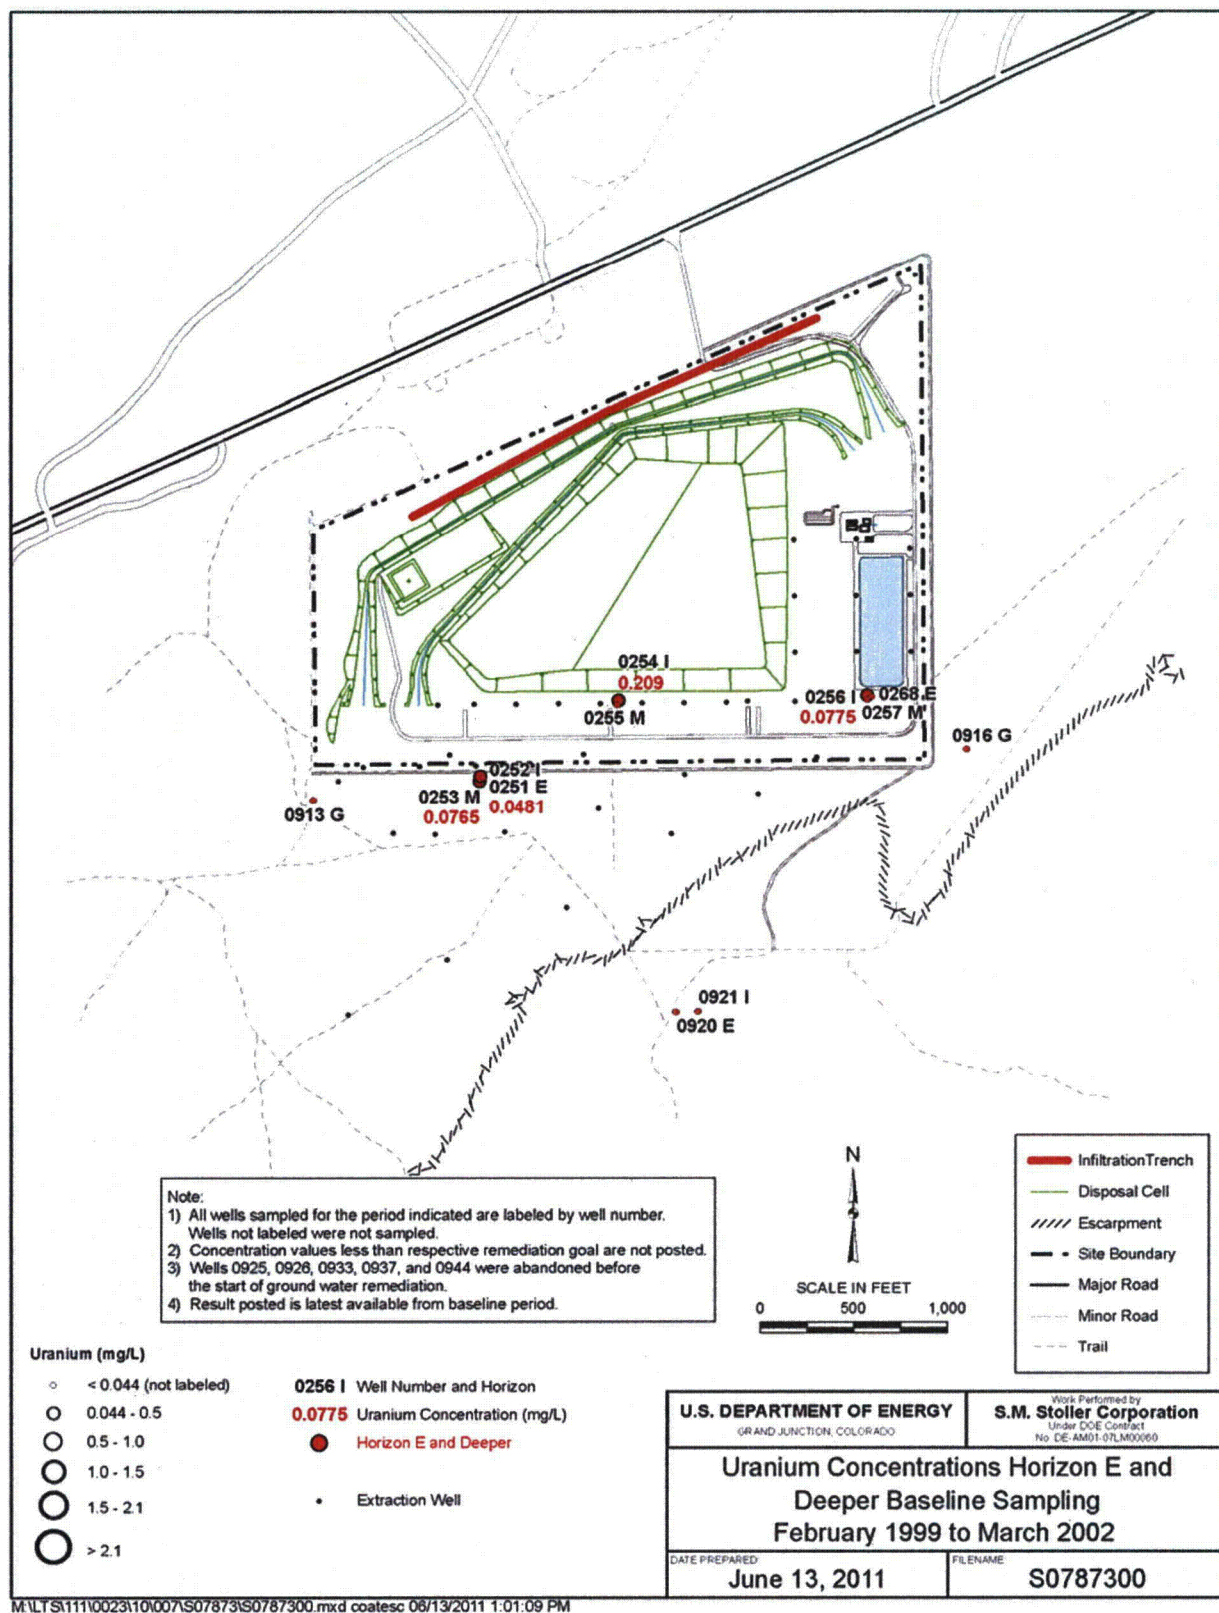 0254 I
0.209
0255 M
0256 I
0.0775
0268 E
0257 M
0916 G
0252 I
0251 E
0253 M
0.0765
0.0481
0913 G
0921 I
0920 E
Note:
1) All wells sampled for the period indicated are labeled by well number.
Wells not labeled were not sampled.
2) Concentration values less than respective remediation goal are not posted.
3) Wells 0925, 0926, 0933, 0937, and 0944 were abandoned before
the start of ground water remediation.
4) Result posted is latest available from baseline period.
N
SCALE IN FEET
0 500 1,000
Infiltration Trench
Disposal Cell
Escarpment
Site Boundary
Major Road
Minor Road
Trail
Uranium (mg/L)
< 0.044 (not labeled)
0.044 - 0.5
0.5 - 1.0
1.0 - 1.5
1.5 - 2.1
> 2.1
0256 I Well Number and Horizon
0.0775 Uranium Concentration (mg/L)
Horizon E and Deeper
Extraction Well
U.S. DEPARTMENT OF ENERGY
GRAND JUNCTION, COLORADO
Work Performed by
S.M. Stoller Corporation
Under DOE Contract
No. DE-AM01-07LM00060
Uranium Concentrations Horizon E and
Deeper Baseline Sampling
February 1999 to March 2002
DATE PREPARED:
June 13, 2011
FILENAME:
S0787300
M:\LTS\111\0023\10\007\S07873\S0787300.mxd coatesc 06/13/2011 1:01:09 PM